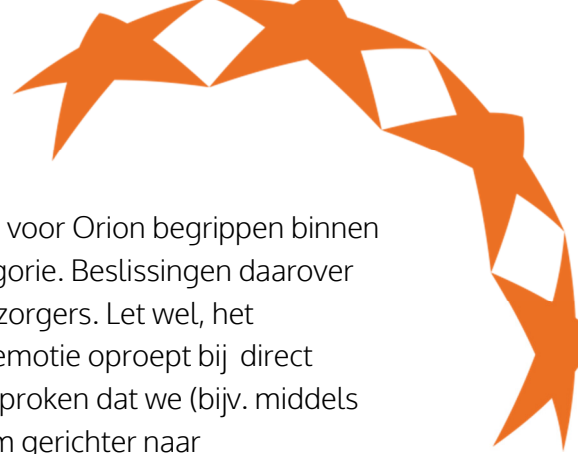 voor Orion begrippen binnen
gorie. Beslissingen daarover
zorgers. Let wel, het
emotie oproept bij direct
proken dat we (bijv. middels
m gerichter naar